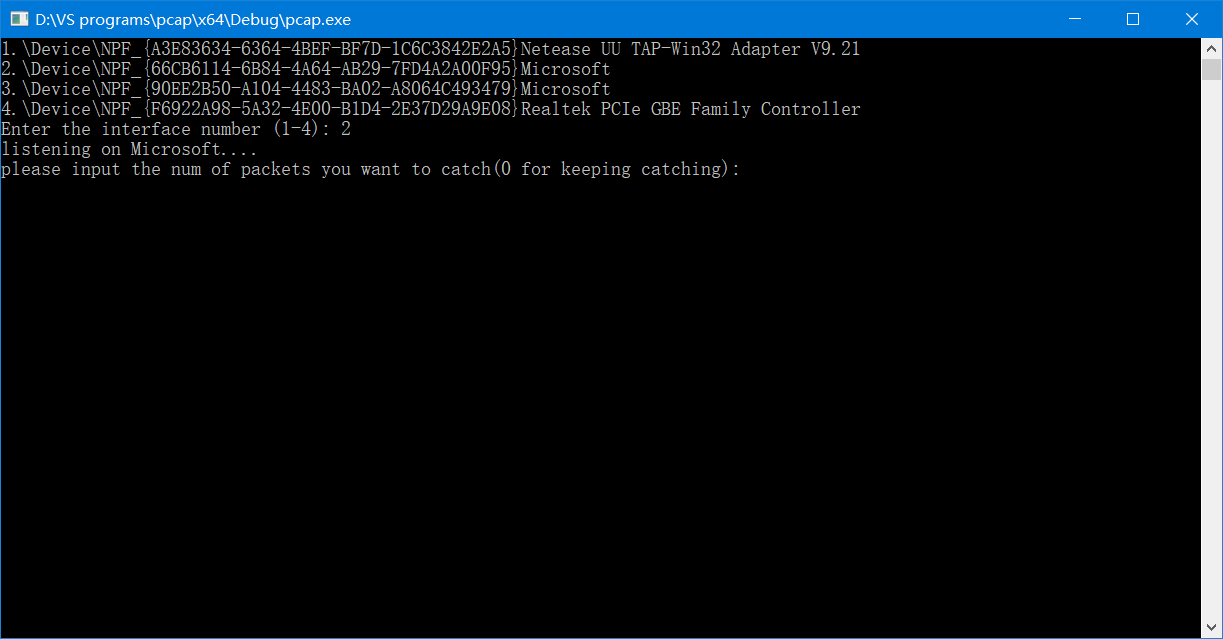 D:\VS programs\pcap\x64\Debug\pcap.exe
1.\Device\NPF_{A3E83634-6364-4BEF-BF7D-1C6C3842E2A5}Netease UU TAP-Win32 Adapter V9.21
2.\Device\NPF_{66CB6114-6B84-4A64-AB29-7FD4A2A00F95}Microsoft
3.\Device\NPF_{90EE2B50-A104-4483-BA02-A8064C493479}Microsoft
4.\Device\NPF_{F6922A98-5A32-4E00-B1D4-2E37D29A9E08}Realtek PCIe GBE Family Controller
Enter the interface number (1-4): 2
listening on Microsoft....
please input the num of packets you want to catch(0 for keeping catching):